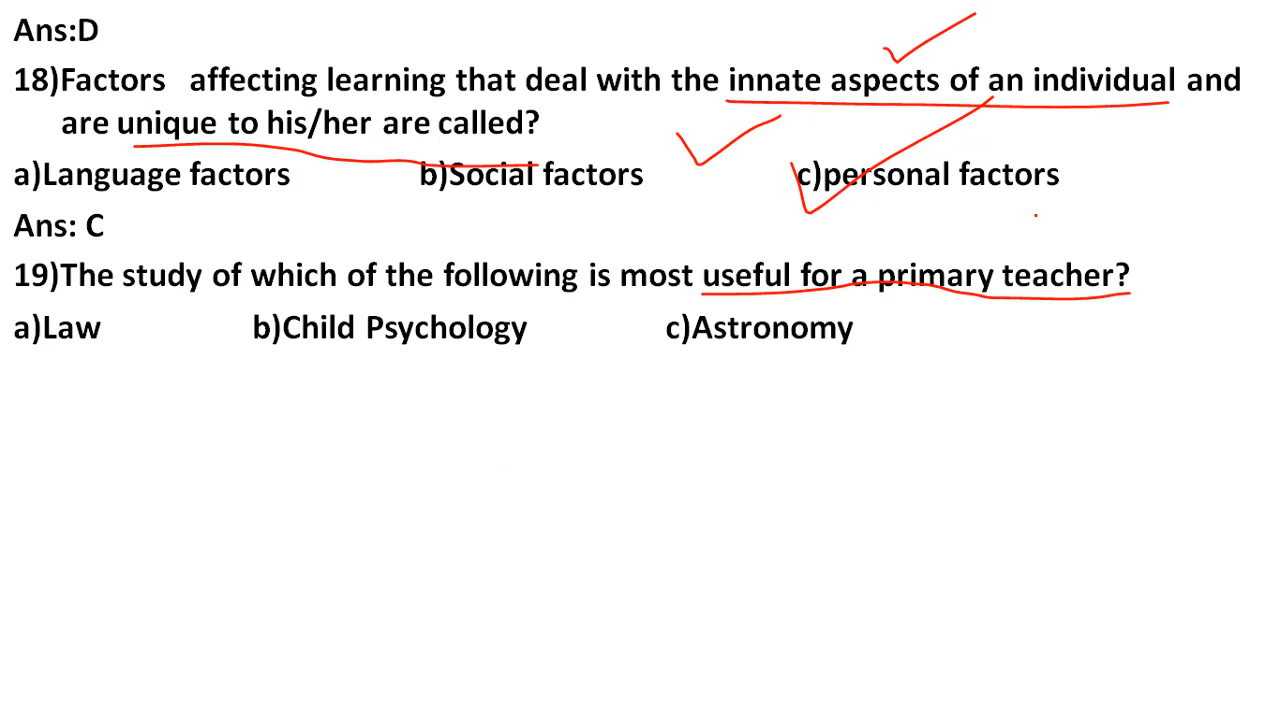 Ans:D
18)Factors affecting learning that deal with the innate aspects of an individual and
are unique to his/her are called?
a)Language factors b)Social factors c)personal factors
Ans: C
19)The study of which of the following is most useful for a primary teacher?
a)Law b)Child Psychology c)Astronomy